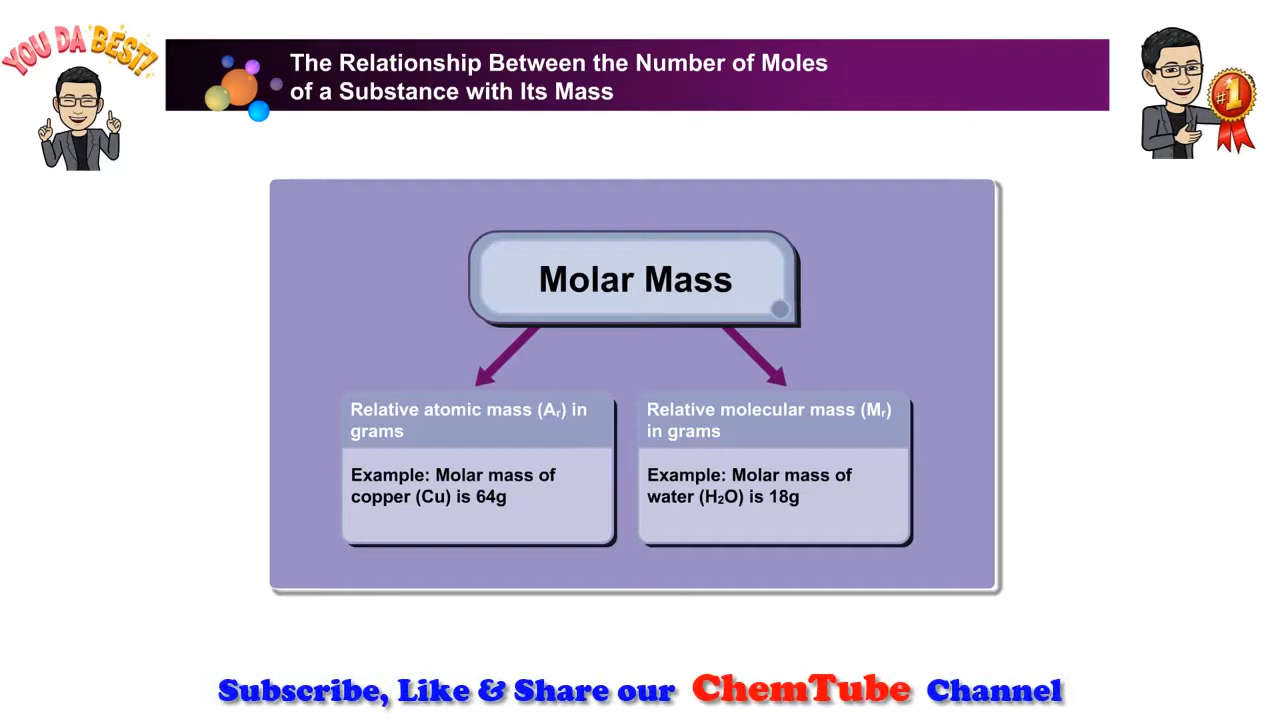 YOU DA BEST!
The Relationship Between the Number of Moles
of a Substance with Its Mass
#1
Molar Mass
Relative atomic mass (Aᵣ) in
grams
Example: Molar mass of
copper (Cu) is 64g
Relative molecular mass (Mᵣ)
in grams
Example: Molar mass of
water (H₂O) is 18g
Subscribe, Like & Share our ChemTube Channel